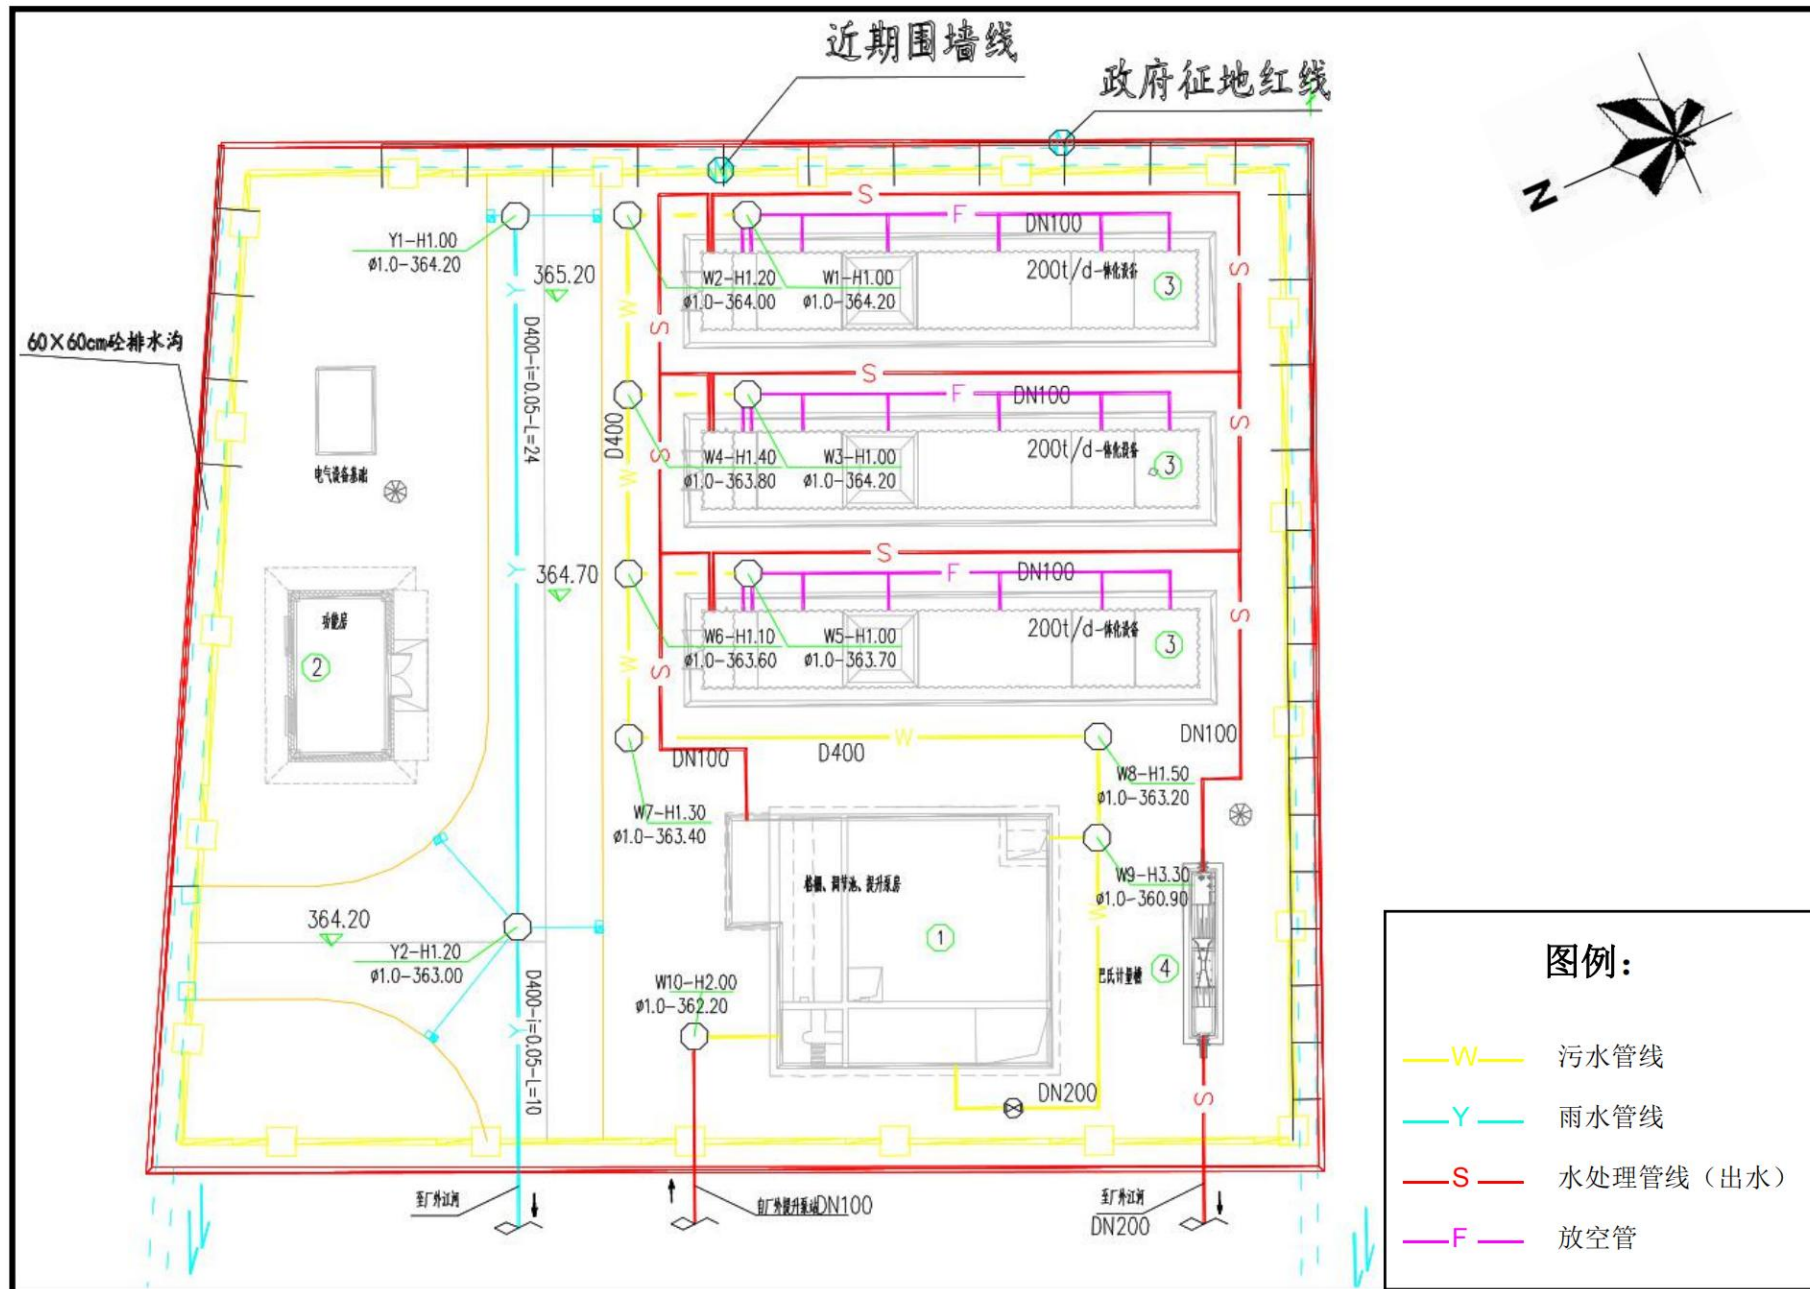 近期围墙线
政府征地红线
N
S
F
DN100
Y1-H1.00
ø1.0-364.20
365.20
W2-H1.20
ø1.0-364.00
W1-H1.00
ø1.0-364.20
200t/d一体化设备
3
S
Y
W
S
60×60cm砼排水沟
D400-i=0.05-L=24
S
F
DN100
D400
S
W4-H1.40
ø1.0-363.80
W3-H1.00
ø1.0-364.20
200t/d一体化设备
3
S
W
电气设备基础
S
F
DN100
Y
364.70
W6-H1.10
ø1.0-363.60
W5-H1.00
ø1.0-363.70
200t/d一体化设备
3
S
W
S
功能房
2
DN100
D400
W
DN100
W8-H1.50
ø1.0-363.20
W7-H1.30
ø1.0-363.40
W9-H3.30
ø1.0-360.90
W
格栅、调节池、提升泵房
1
364.20
Y2-H1.20
ø1.0-363.00
巴氏计量槽
4
W10-H2.00
ø1.0-362.20
Y
D400-i=0.05-L=10
DN200
S
至厂外江河
自厂外提升泵站DN100
至厂外江河
DN200
图例：
W 污水管线
Y 雨水管线
S 水处理管线（出水）
F 放空管